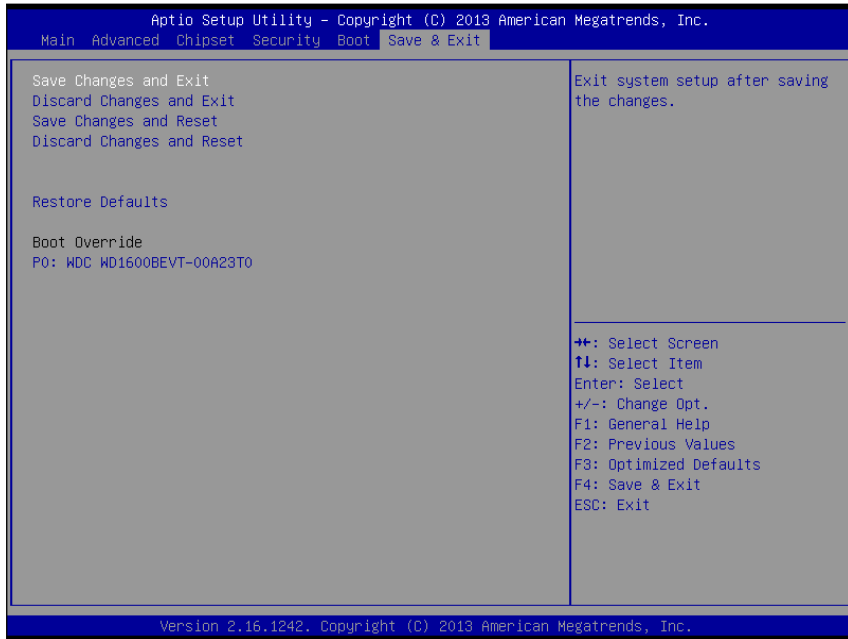 Aptio Setup Utility – Copyright (C) 2013 American Megatrends, Inc.
Main Advanced Chipset Security Boot Save & Exit
Save Changes and Exit
Discard Changes and Exit
Save Changes and Reset
Discard Changes and Reset
Restore Defaults
Boot Override
P0: WDC WD1600BEVT-00A23T0
Exit system setup after saving
the changes.
→←: Select Screen
↑↓: Select Item
Enter: Select
+/-: Change Opt.
F1: General Help
F2: Previous Values
F3: Optimized Defaults
F4: Save & Exit
ESC: Exit
Version 2.16.1242. Copyright (C) 2013 American Megatrends, Inc.